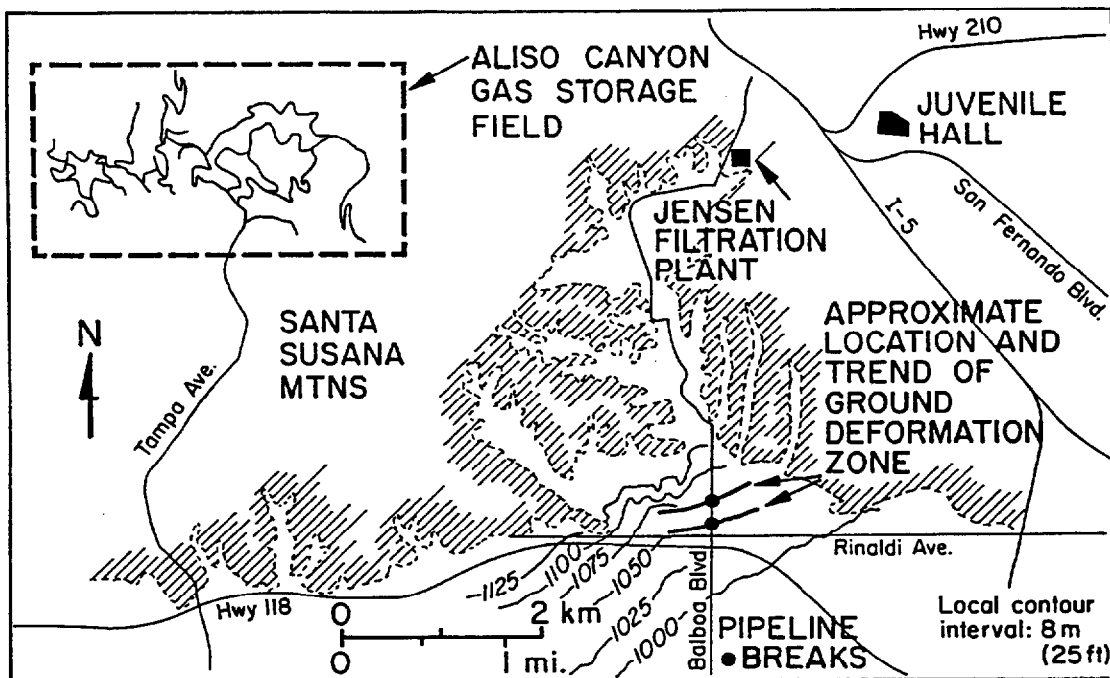 ALISO CANYON
GAS STORAGE
FIELD
Hwy 210
JUVENILE
HALL
San Fernando Blvd.
I-5
JENSEN
FILTRATION
PLANT
N
SANTA
SUSANA
MTNS
Tampa Ave.
APPROXIMATE
LOCATION AND
TREND OF
GROUND
DEFORMATION
ZONE
Rinaldi Ave.
Hwy 118
1125
1100
1075
1050
1025
1000
Balboa Blvd
0 2 km
0 1 mi.
PIPELINE
BREAKS
Local contour
interval: 8 m
(25 ft)